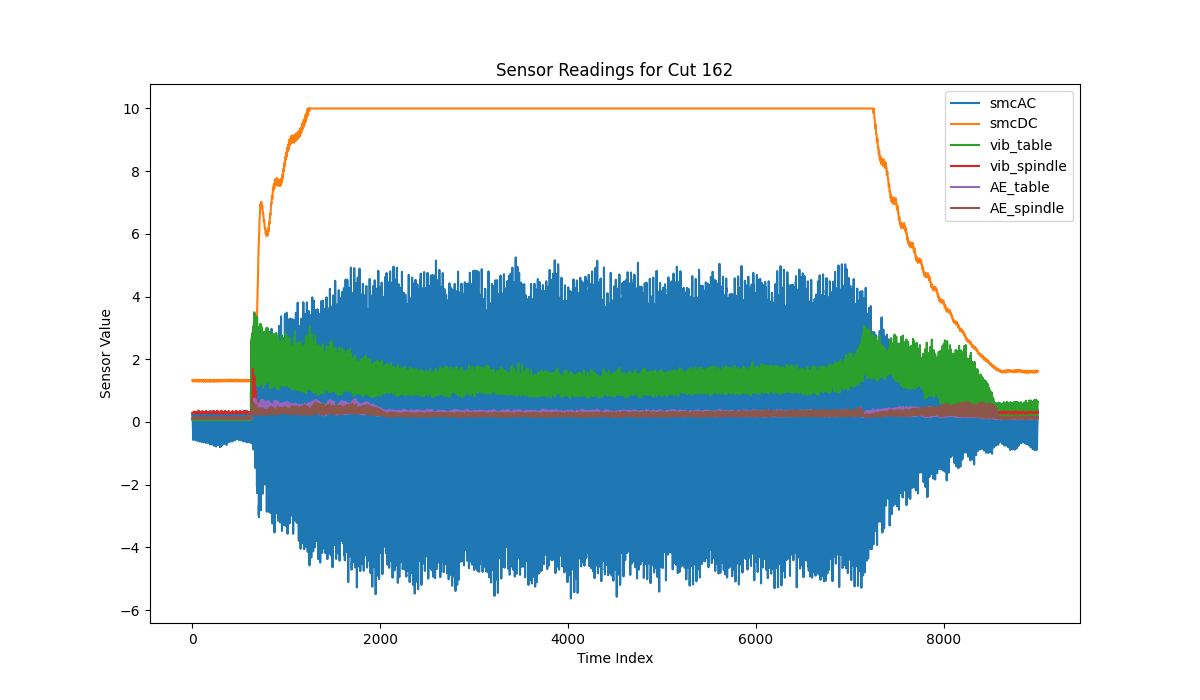 Sensor Readings for Cut 162
smcAC
smcDC
vib_table
vib_spindle
AE_table
AE_spindle
Sensor Value
10
8
6
4
2
0
−2
−4
−6
0 2000 4000 6000 8000
Time Index